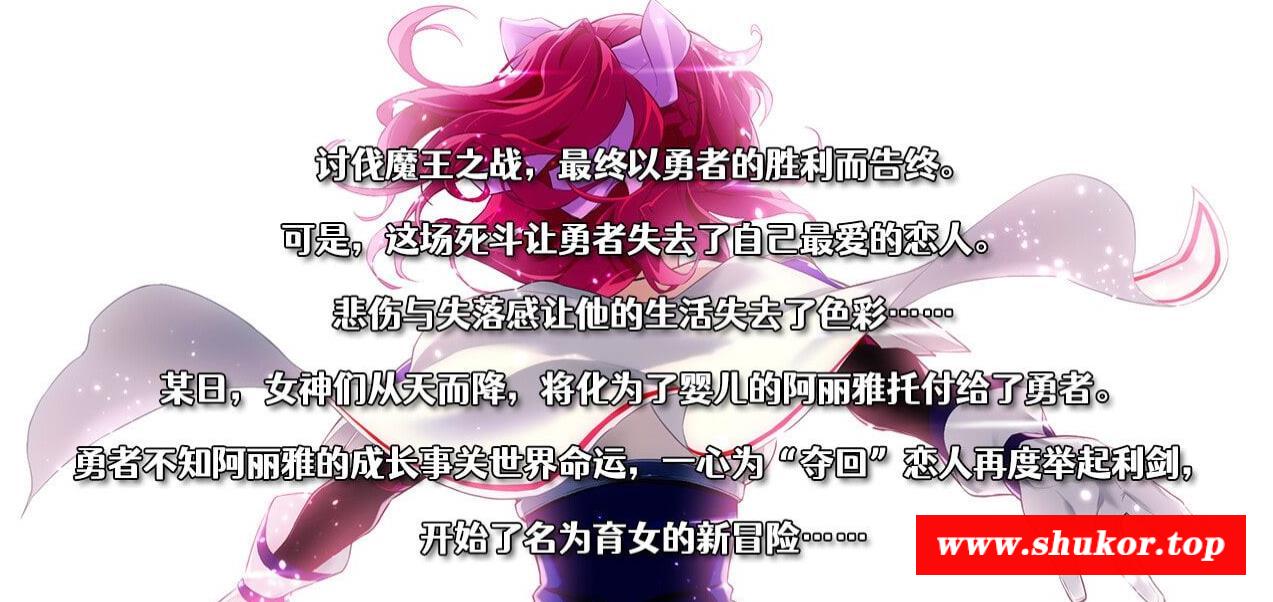 讨伐魔王之战，最终以勇者的胜利而告终。
可是，这场死斗让勇者失去了自己最爱的恋人。
悲伤与失落感让他的生活失去了色彩……
某日，女神们从天而降，将化为了婴儿的阿丽雅托付给了勇者。
勇者不知阿丽雅的成长事关世界命运，一心为“夺回”恋人再度举起利剑，
开始了名为育女的新冒险……
www.shukor.top